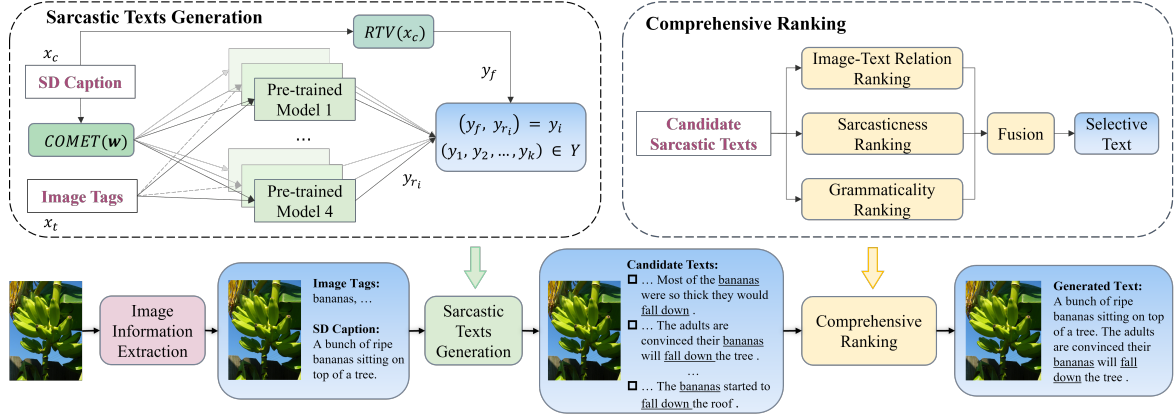 Sarcastic Texts Generation
x_c
SD Caption
COMET(w)
Image Tags
x_t
RTV(x_c)
Pre-trained
Model 1
...
Pre-trained
Model 4
y_f
y_{r_i}
(y_f, y_{r_i}) = y_i
(y_1, y_2, ..., y_k) ∈ Y
Comprehensive Ranking
Candidate
Sarcastic Texts
Image-Text Relation
Ranking
Sarcasticness
Ranking
Grammaticality
Ranking
Fusion
Selective
Text
Image
Information
Extraction
Image Tags:
bananas, ...
SD Caption:
A bunch of ripe
bananas sitting on
top of a tree.
Sarcastic
Texts
Generation
Candidate Texts:
... Most of the bananas
were so thick they would
fall down .
... The adults are
convinced their bananas
will fall down the tree .
...
... The bananas started to
fall down the roof .
Comprehensive
Ranking
Generated Text:
A bunch of ripe
bananas sitting on top
of a tree. The adults
are convinced their
bananas will fall
down the tree .